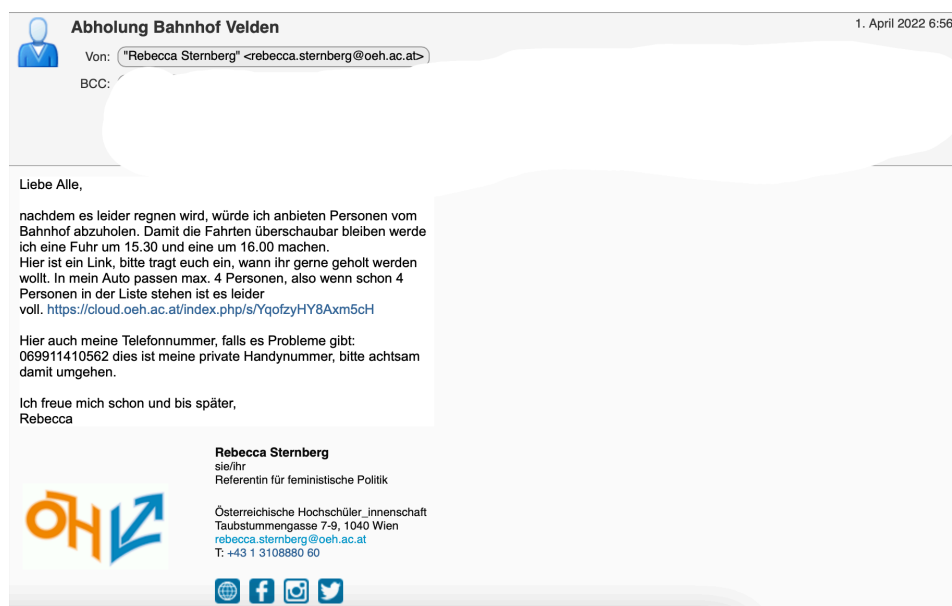 Abholung Bahnhof Velden
1. April 2022 6:56
Von: "Rebecca Sternberg" <rebecca.sternberg@oeh.ac.at>
BCC:
Liebe Alle,
nachdem es leider regnen wird, würde ich anbieten Personen vom
Bahnhof abzuholen. Damit die Fahrten überschaubar bleiben werde
ich eine Fuhr um 15.30 und eine um 16.00 machen.
Hier ist ein Link, bitte tragt euch ein, wann ihr gerne geholt werden
wollt. In mein Auto passen max. 4 Personen, also wenn schon 4
Personen in der Liste stehen ist es leider
voll. https://cloud.oeh.ac.at/index.php/s/YqofzyHY8Axm5cH
Hier auch meine Telefonnummer, falls es Probleme gibt:
069911410562 dies ist meine private Handynummer, bitte achtsam
damit umgehen.
Ich freue mich schon und bis später,
Rebecca
Rebecca Sternberg
sie/ihr
Referentin für feministische Politik
Österreichische Hochschüler_innenschaft
Taubstummengasse 7-9, 1040 Wien
rebecca.sternberg@oeh.ac.at
T: +43 1 3108880 60
ÖH